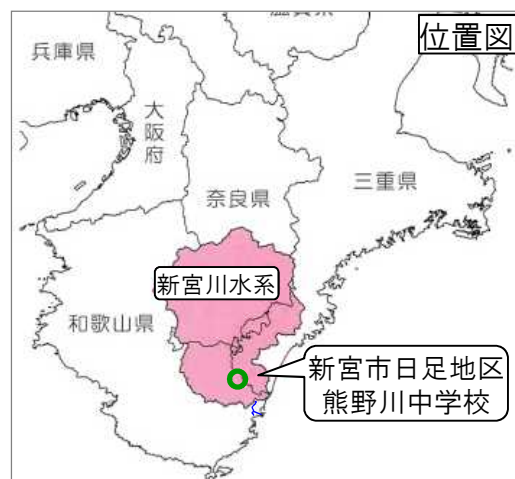 位置図
兵庫県
大阪府
奈良県
三重県
新宮川水系
和歌山県
新宮市日足地区
熊野川中学校